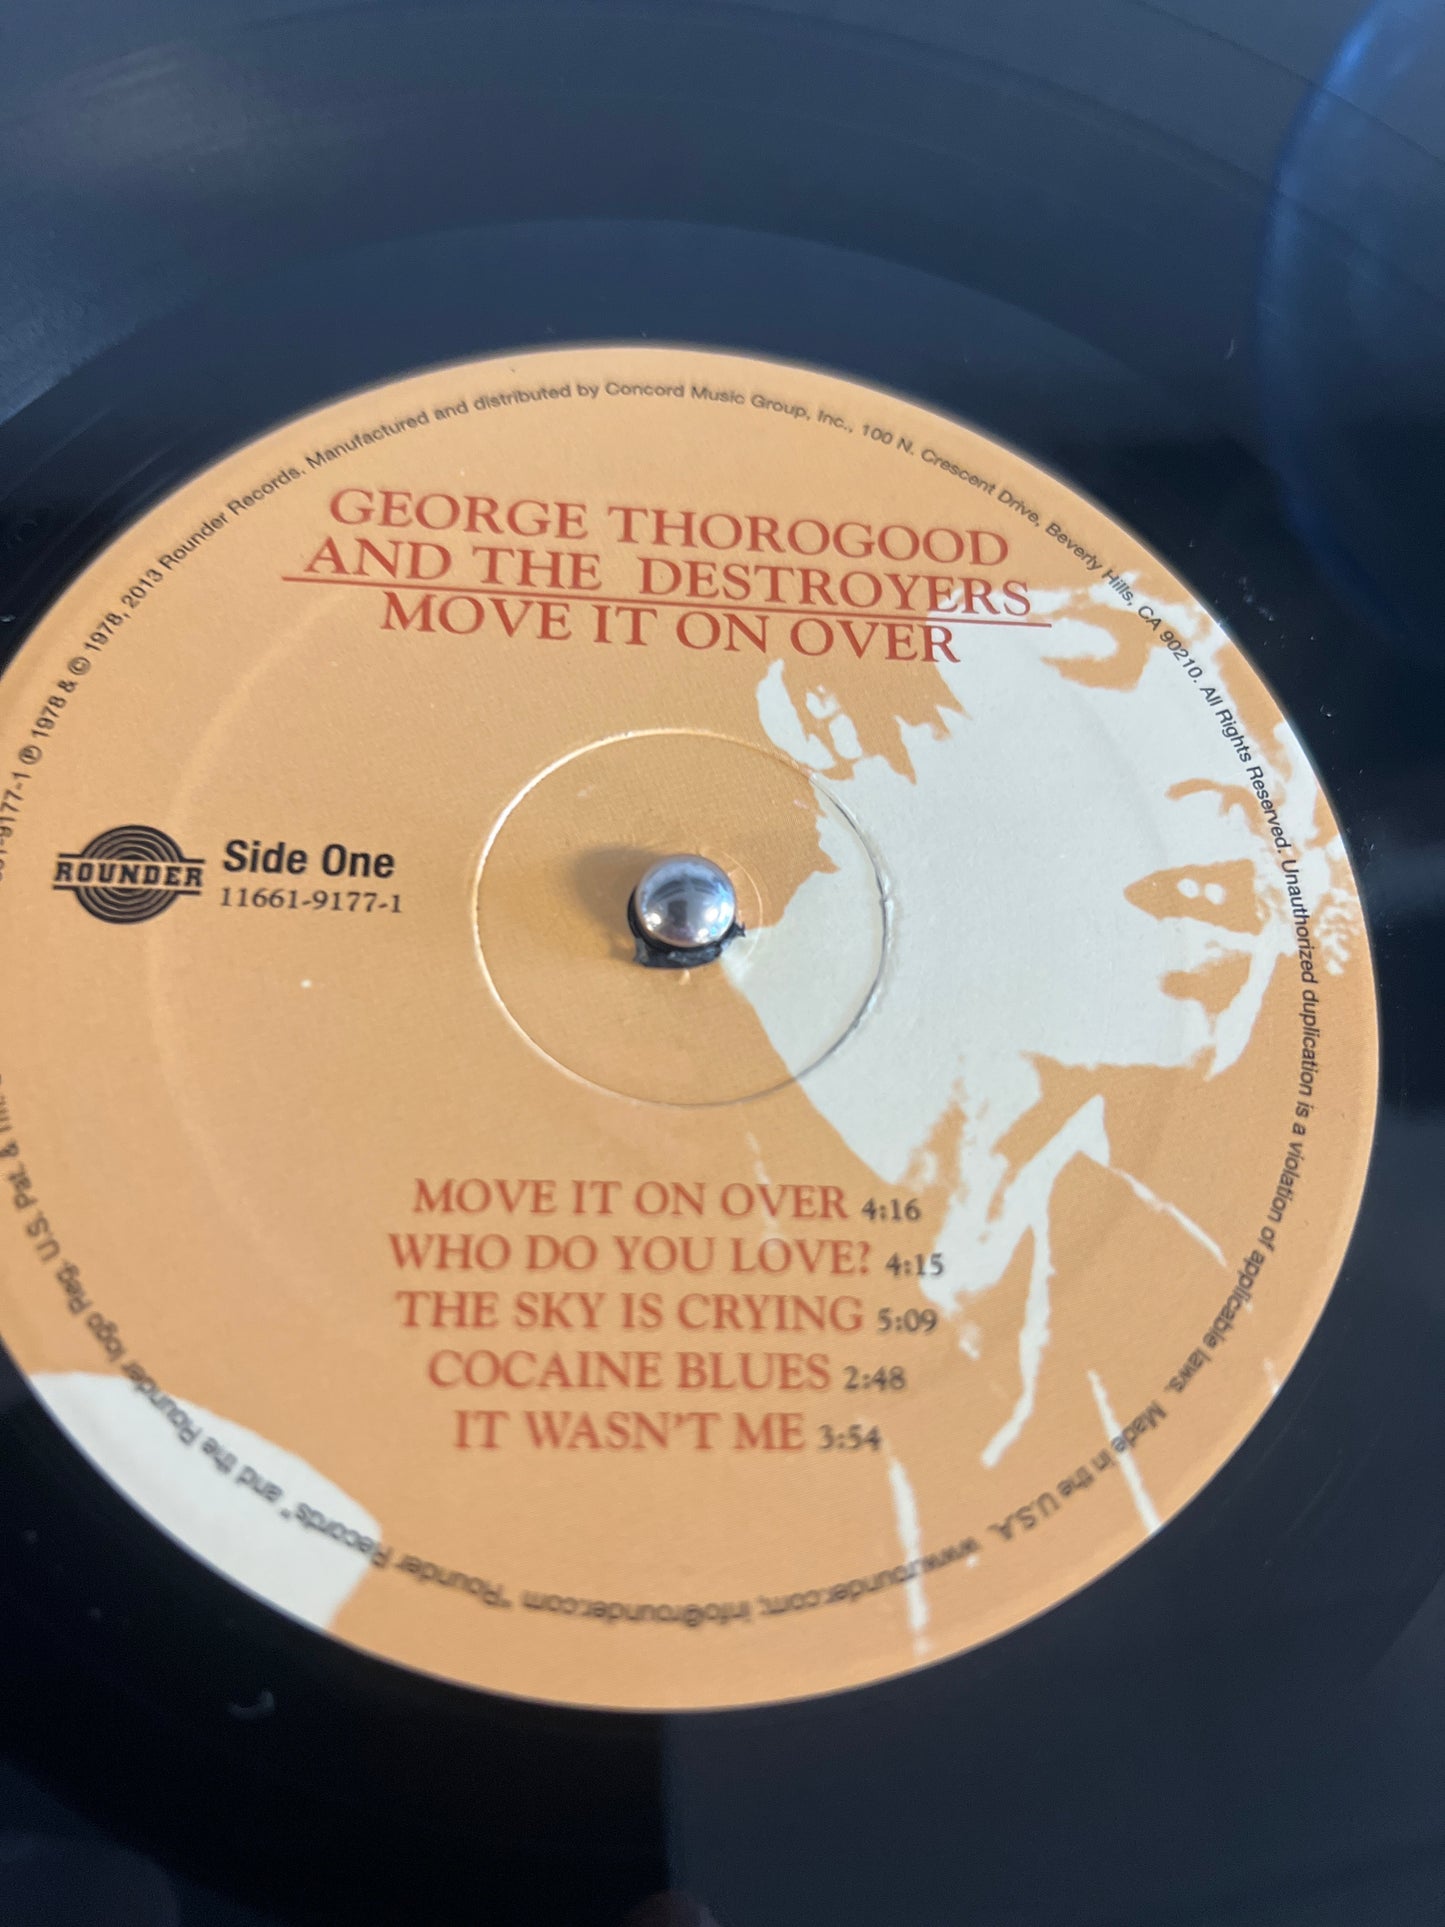 GEORGE THOROGOOD
AND THE DESTROYERS
MOVE IT ON OVER
ROUNDER
Side One
11661-9177-1
MOVE IT ON OVER 4:16
WHO DO YOU LOVE? 4:15
THE SKY IS CRYING 5:09
COCAINE BLUES 2:48
IT WASN'T ME 3:54
9177-1 ℗ 1978 & © 1978, 2013 Rounder Records. Manufactured and distributed by Concord Music Group, Inc., 100 N. Crescent Drive, Beverly Hills, CA 90210. All Rights Reserved. Unauthorized duplication is a violation of applicable laws. Made in the U.S.A. www.rounder.com; info@rounder.com "Rounder Records" and the Rounder logo Reg. U.S. Pat. &